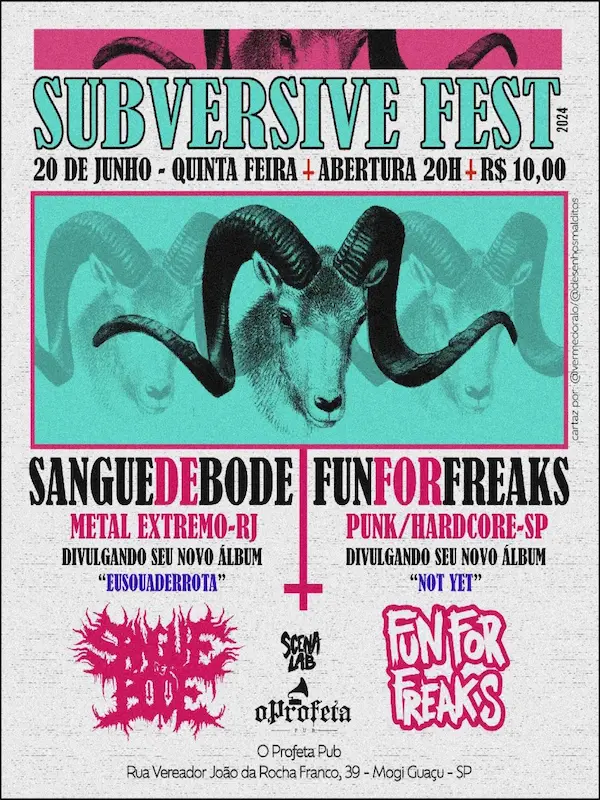 SUBVERSIVE FEST
2024
20 DE JUNHO - QUINTA FEIRA ABERTURA 20H R$ 10,00
cartaz por: @vermedoralo/@desenhosmalditos
SANGUEDEBODE
METAL EXTREMO-RJ
DIVULGANDO SEU NOVO ÁLBUM
“EUSOUADERROTA”
FUNFORFREAKS
PUNK/HARDCORE-SP
DIVULGANDO SEU NOVO ÁLBUM
“NOT YET”
SANGUE
DE
BODE
SCENA
LAB
oProfeta
PUB
FUN FOR
FREAKS
O Profeta Pub
Rua Vereador João da Rocha Franco, 39 - Mogi Guaçu - SP